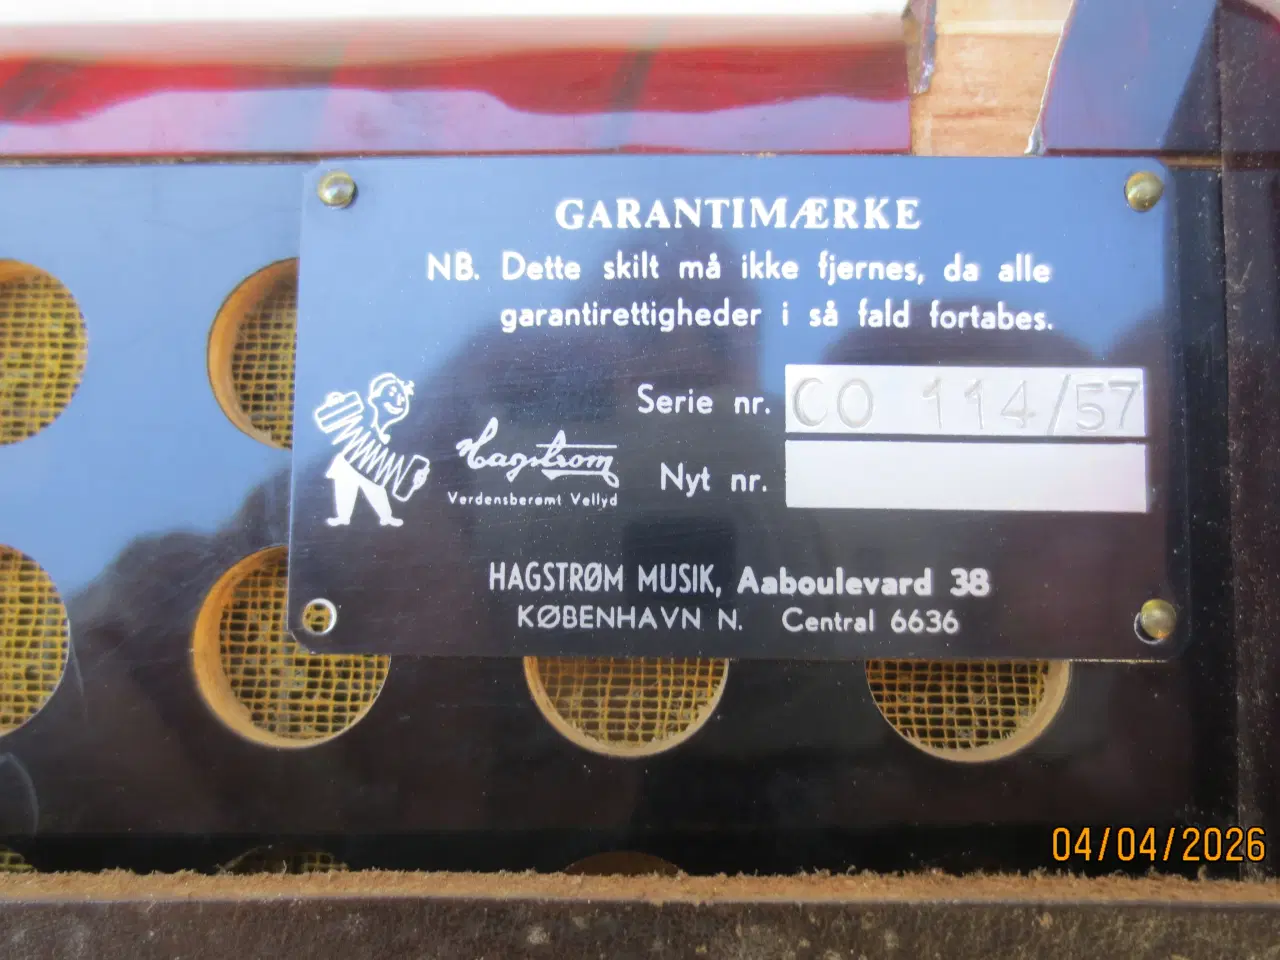 GARANTIMÆRKE
NB. Dette skilt må ikke fjernes, da alle
garantirettigheder i så fald fortabes.
Serie nr. CO 114/57
Hagstrom
Verdensberømt Vellyd
Nyt nr.
HAGSTRØM MUSIK, Aaboulevard 38
KØBENHAVN N. Central 6636
04/04/2026